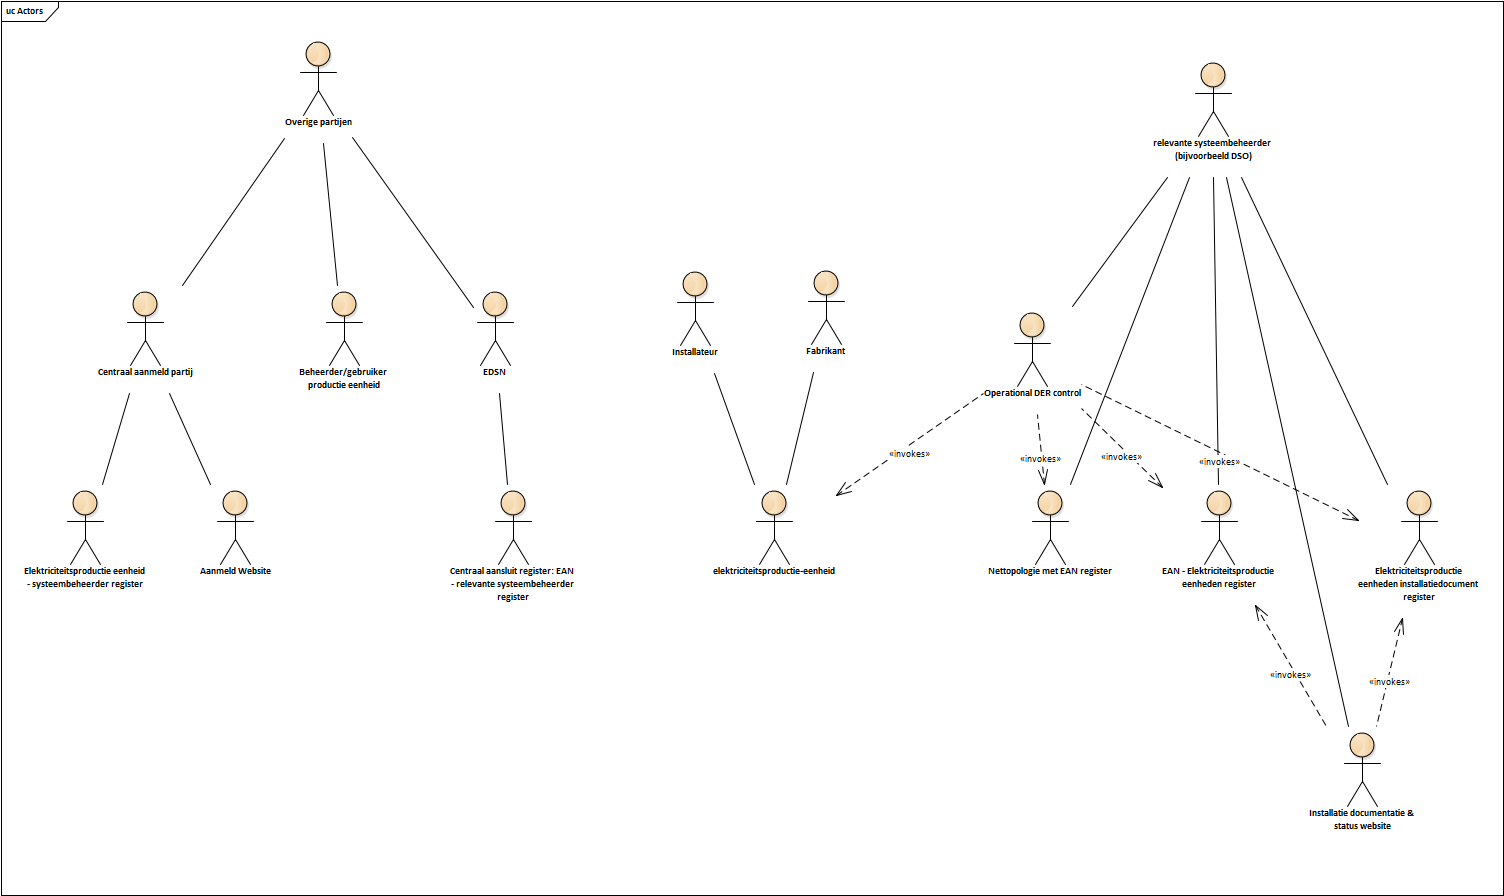 uc Actors
Overige partijen
relevante systeembeheerder
(bijvoorbeeld DSO)
Centraal aanmeld partij
Beheerder/gebruiker
productie eenheid
EDSN
Installateur
Fabrikant
Operational DER control
«invokes»
«invokes»
«invokes»
«invokes»
Elektriciteitsproductie eenheid
- systeembeheerder register
Aanmeld Website
Centraal aansluit register: EAN
- relevante systeembeheerder
register
elektriciteitsproductie-eenheid
Nettopologie met EAN register
EAN - Elektriciteitsproductie
eenheden register
Elektriciteitsproductie
eenheden installatiedocument
register
«invokes»
«invokes»
Installatie documentatie &
status website